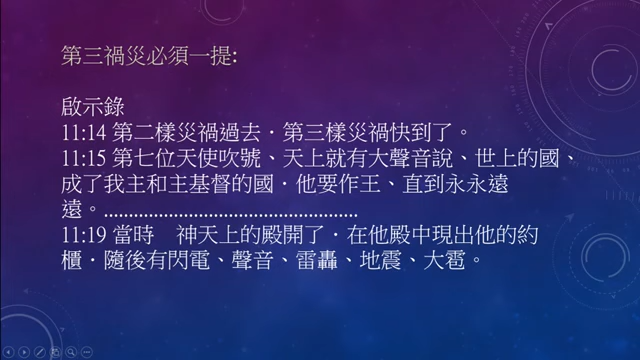 第三禍災必須一提:
啟示錄
11:14 第二樣災禍過去．第三樣災禍快到了。
11:15 第七位天使吹號、天上就有大聲音說、世上的國、
成了我主和主基督的國．他要作王、直到永永遠
遠。....................................................
11:19 當時　神天上的殿開了．在他殿中現出他的約
櫃．隨後有閃電、聲音、雷轟、地震、大雹。